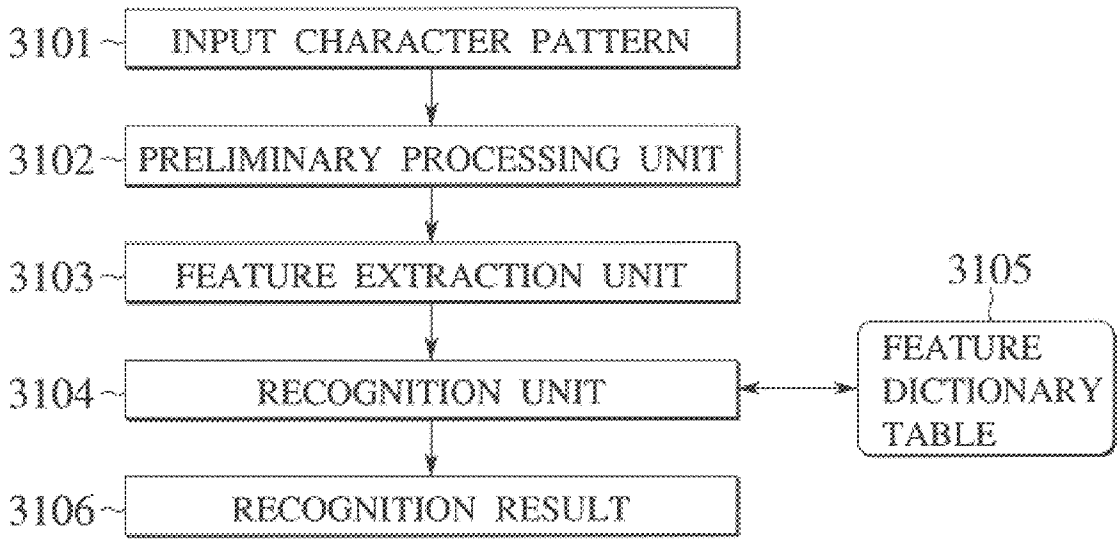 3101 INPUT CHARACTER PATTERN
3102 PRELIMINARY PROCESSING UNIT
3103 FEATURE EXTRACTION UNIT
3104 RECOGNITION UNIT
3105
FEATURE
DICTIONARY
TABLE
3106 RECOGNITION RESULT